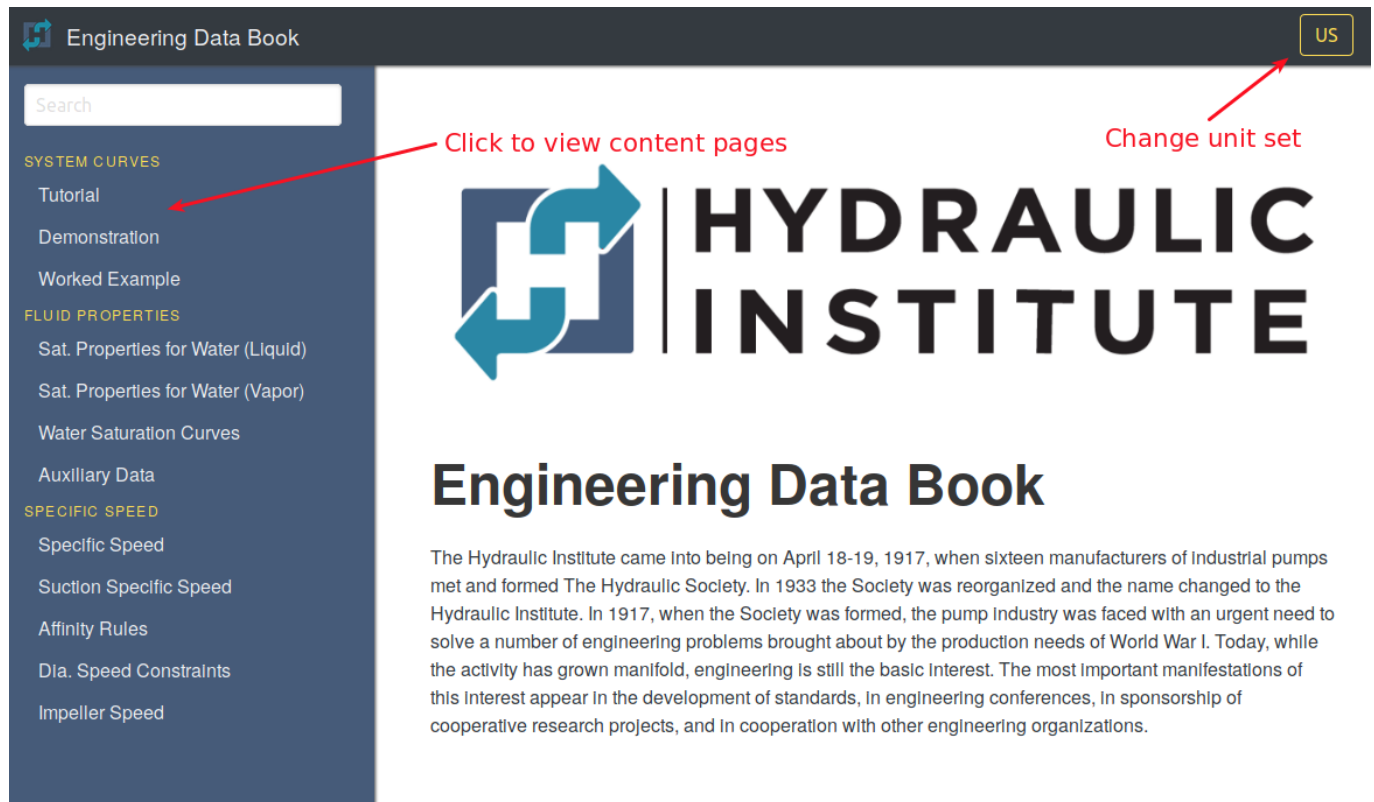 Engineering Data Book
US
Search
Click to view content pages
Change unit set
SYSTEM CURVES
Tutorial
Demonstration
Worked Example
FLUID PROPERTIES
Sat. Properties for Water (Liquid)
Sat. Properties for Water (Vapor)
Water Saturation Curves
Auxiliary Data
SPECIFIC SPEED
Specific Speed
Suction Specific Speed
Affinity Rules
Dia. Speed Constraints
Impeller Speed
HYDRAULIC
INSTITUTE
Engineering Data Book
The Hydraulic Institute came into being on April 18-19, 1917, when sixteen manufacturers of industrial pumps
met and formed The Hydraulic Society. In 1933 the Society was reorganized and the name changed to the
Hydraulic Institute. In 1917, when the Society was formed, the pump industry was faced with an urgent need to
solve a number of engineering problems brought about by the production needs of World War I. Today, while
the activity has grown manifold, engineering is still the basic interest. The most important manifestations of
this interest appear in the development of standards, in engineering conferences, in sponsorship of
cooperative research projects, and in cooperation with other engineering organizations.